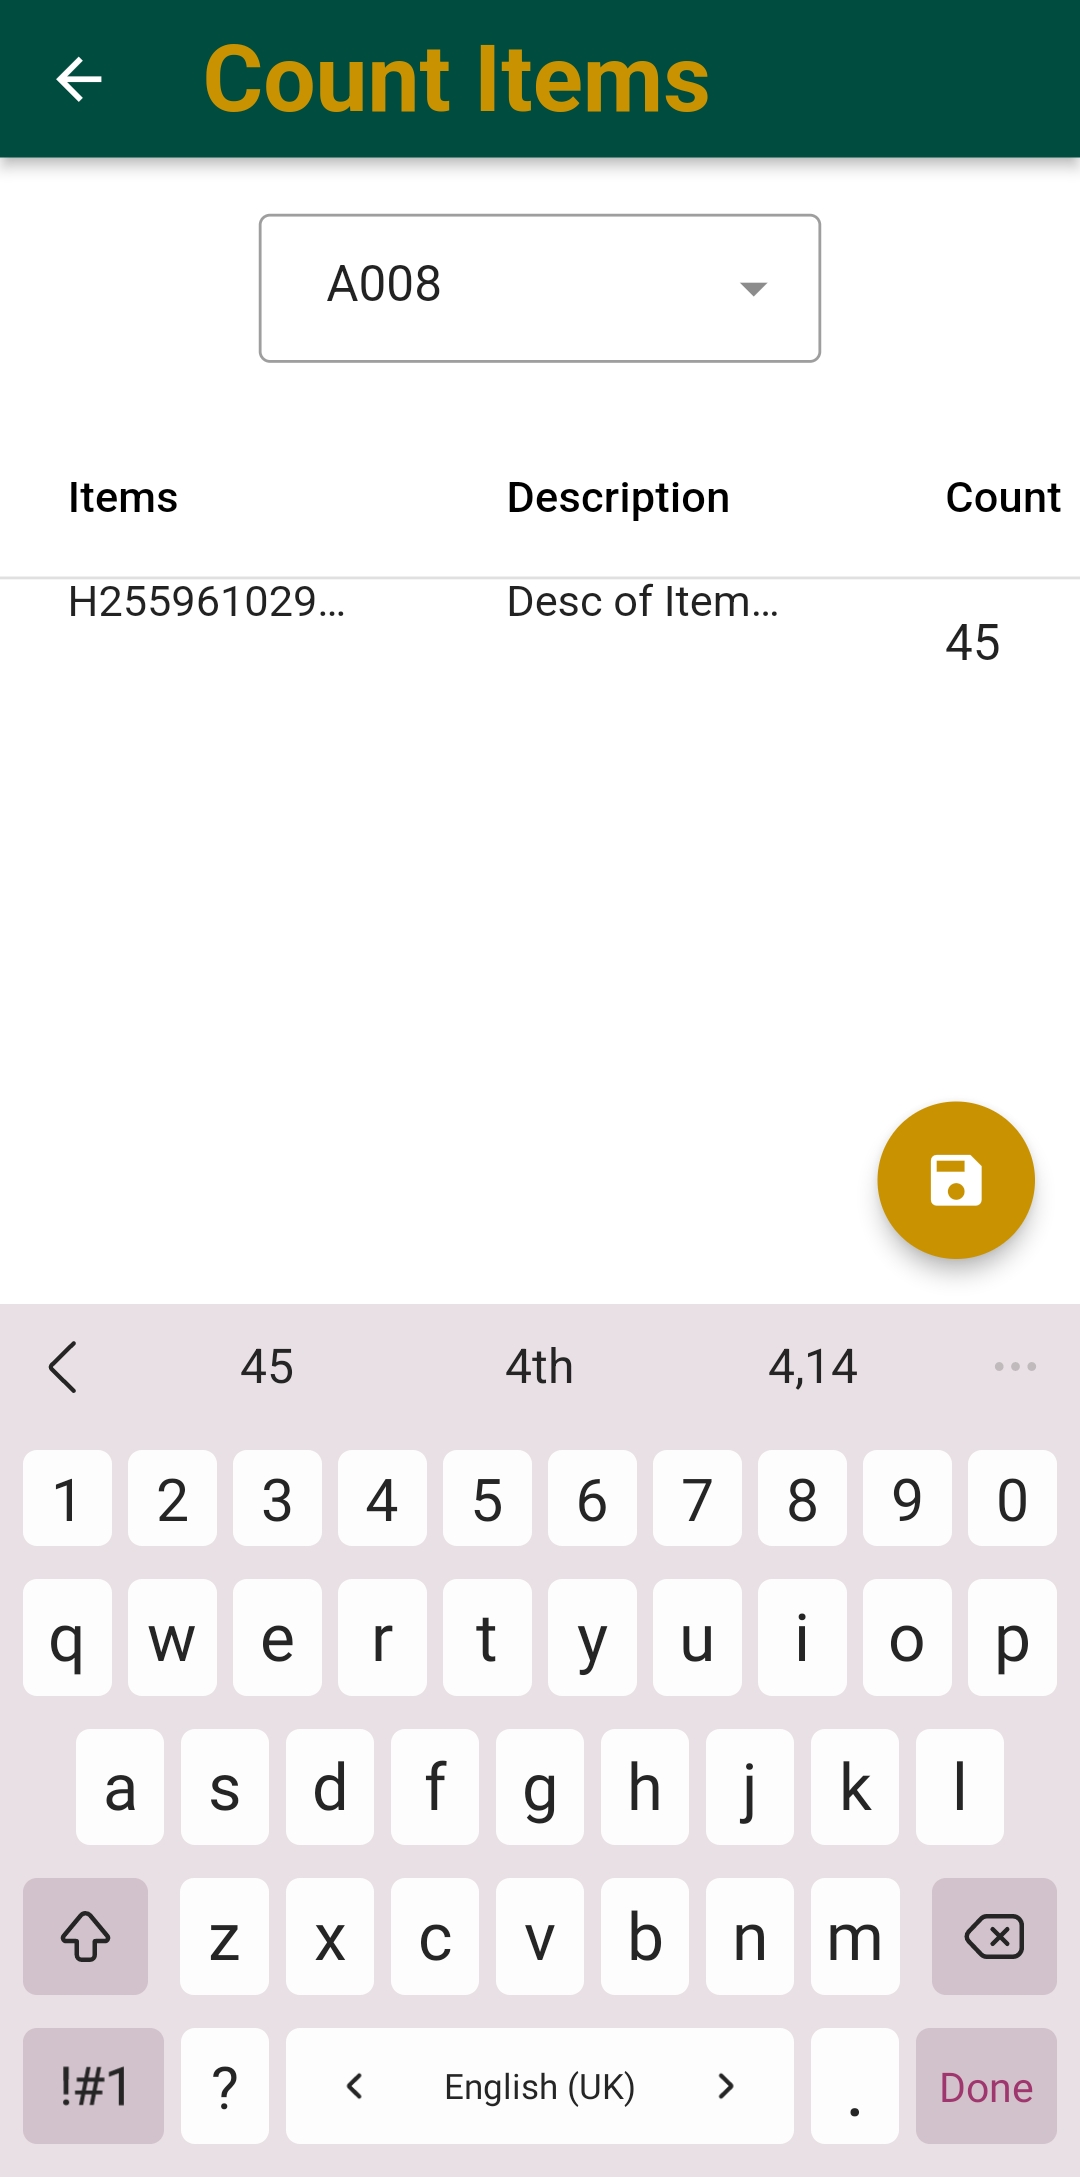 Count Items
A008
Items Description Count
H255961029... Desc of Item...
45
45 4th 4,14 ...
1 2 3 4 5 6 7 8 9 0
q w e r t y u i o p
a s d f g h j k l
z x c v b n m
!#1 ? English (UK) . Done